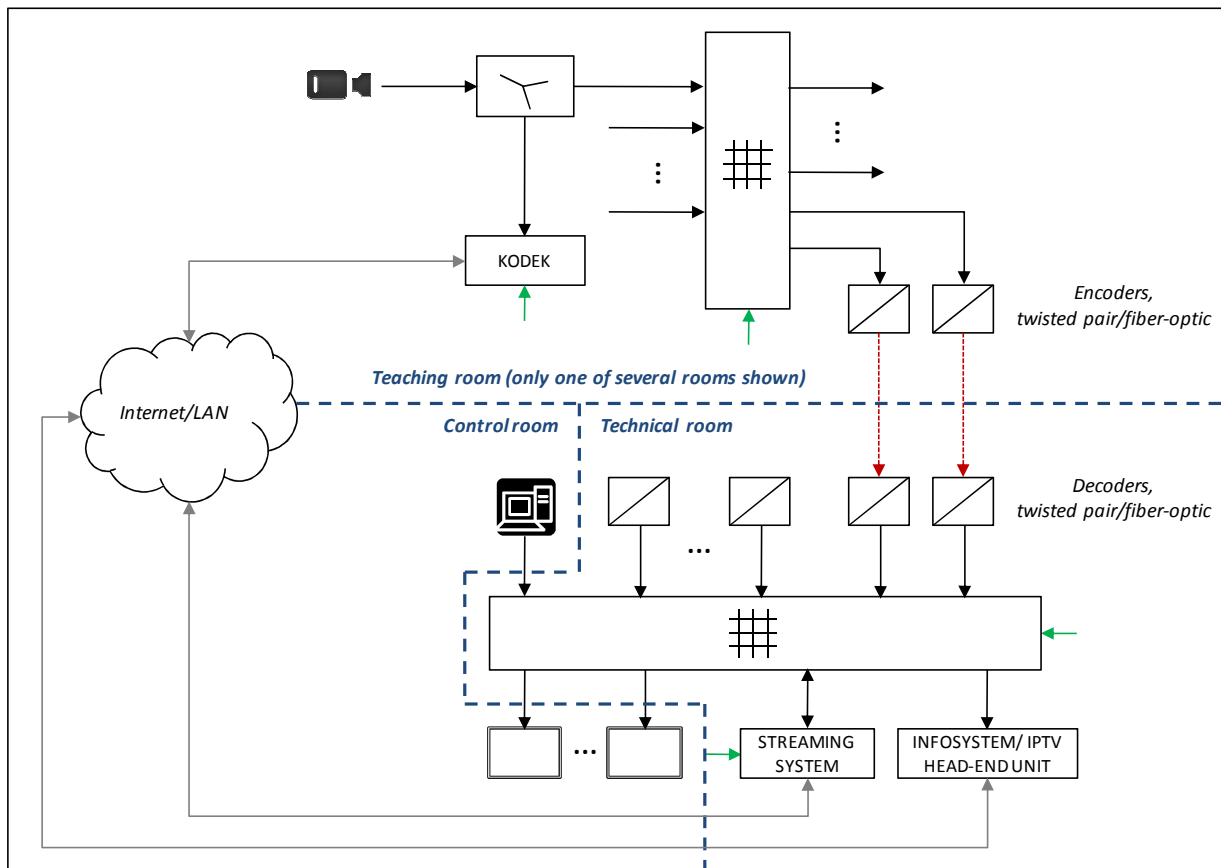 KODEK
Encoders,
twisted pair/fiber-optic
Teaching room (only one of several rooms shown)
Internet/LAN
Control room
Technical room
Decoders,
twisted pair/fiber-optic
STREAMING
SYSTEM
INFOSYSTEM/ IPTV
HEAD-END UNIT